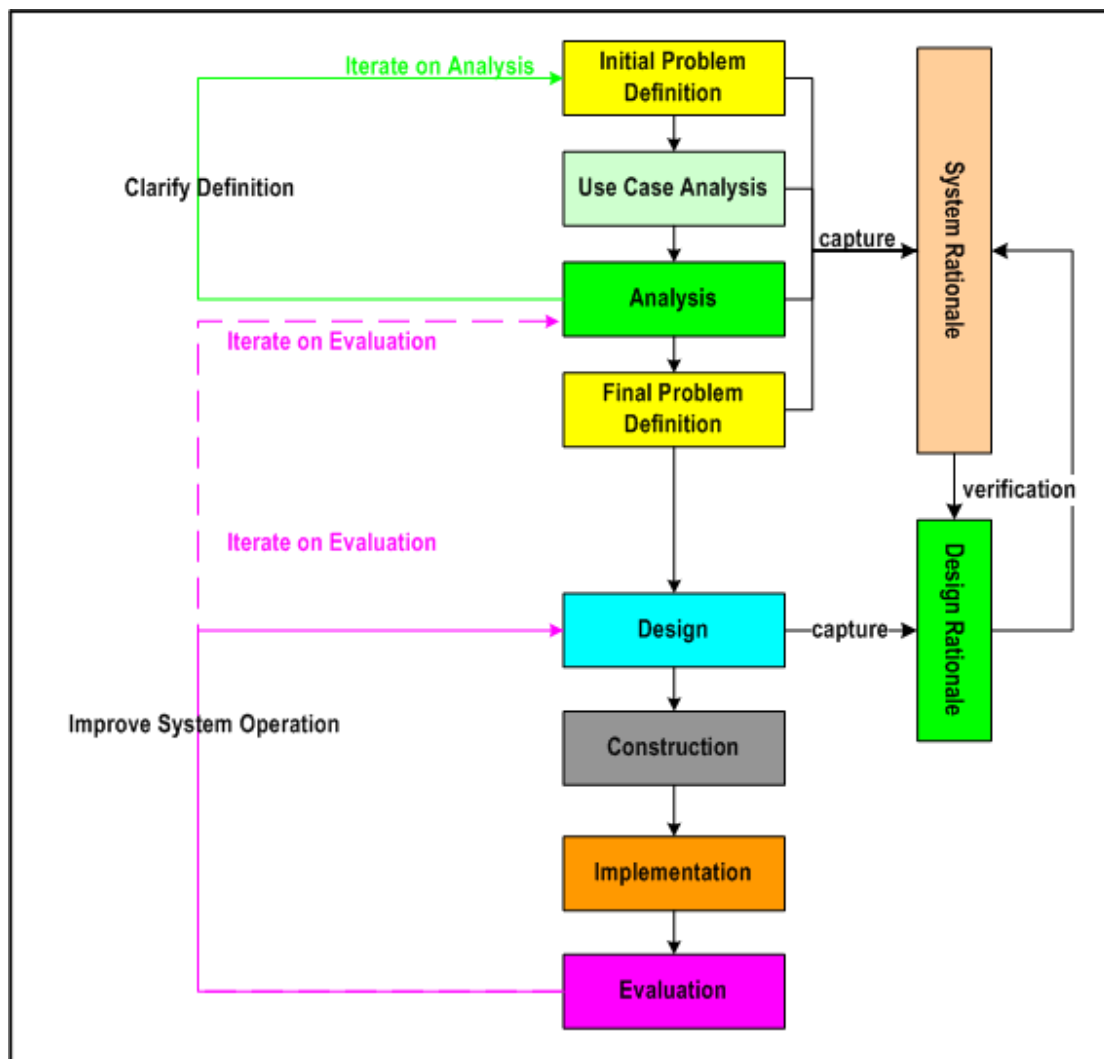 Iterate on Analysis
Initial Problem
Definition
Clarify Definition
Use Case Analysis
System Rationale
capture
Analysis
Iterate on Evaluation
Final Problem
Definition
verification
Iterate on Evaluation
Design
capture
Design Rationale
Improve System Operation
Construction
Implementation
Evaluation